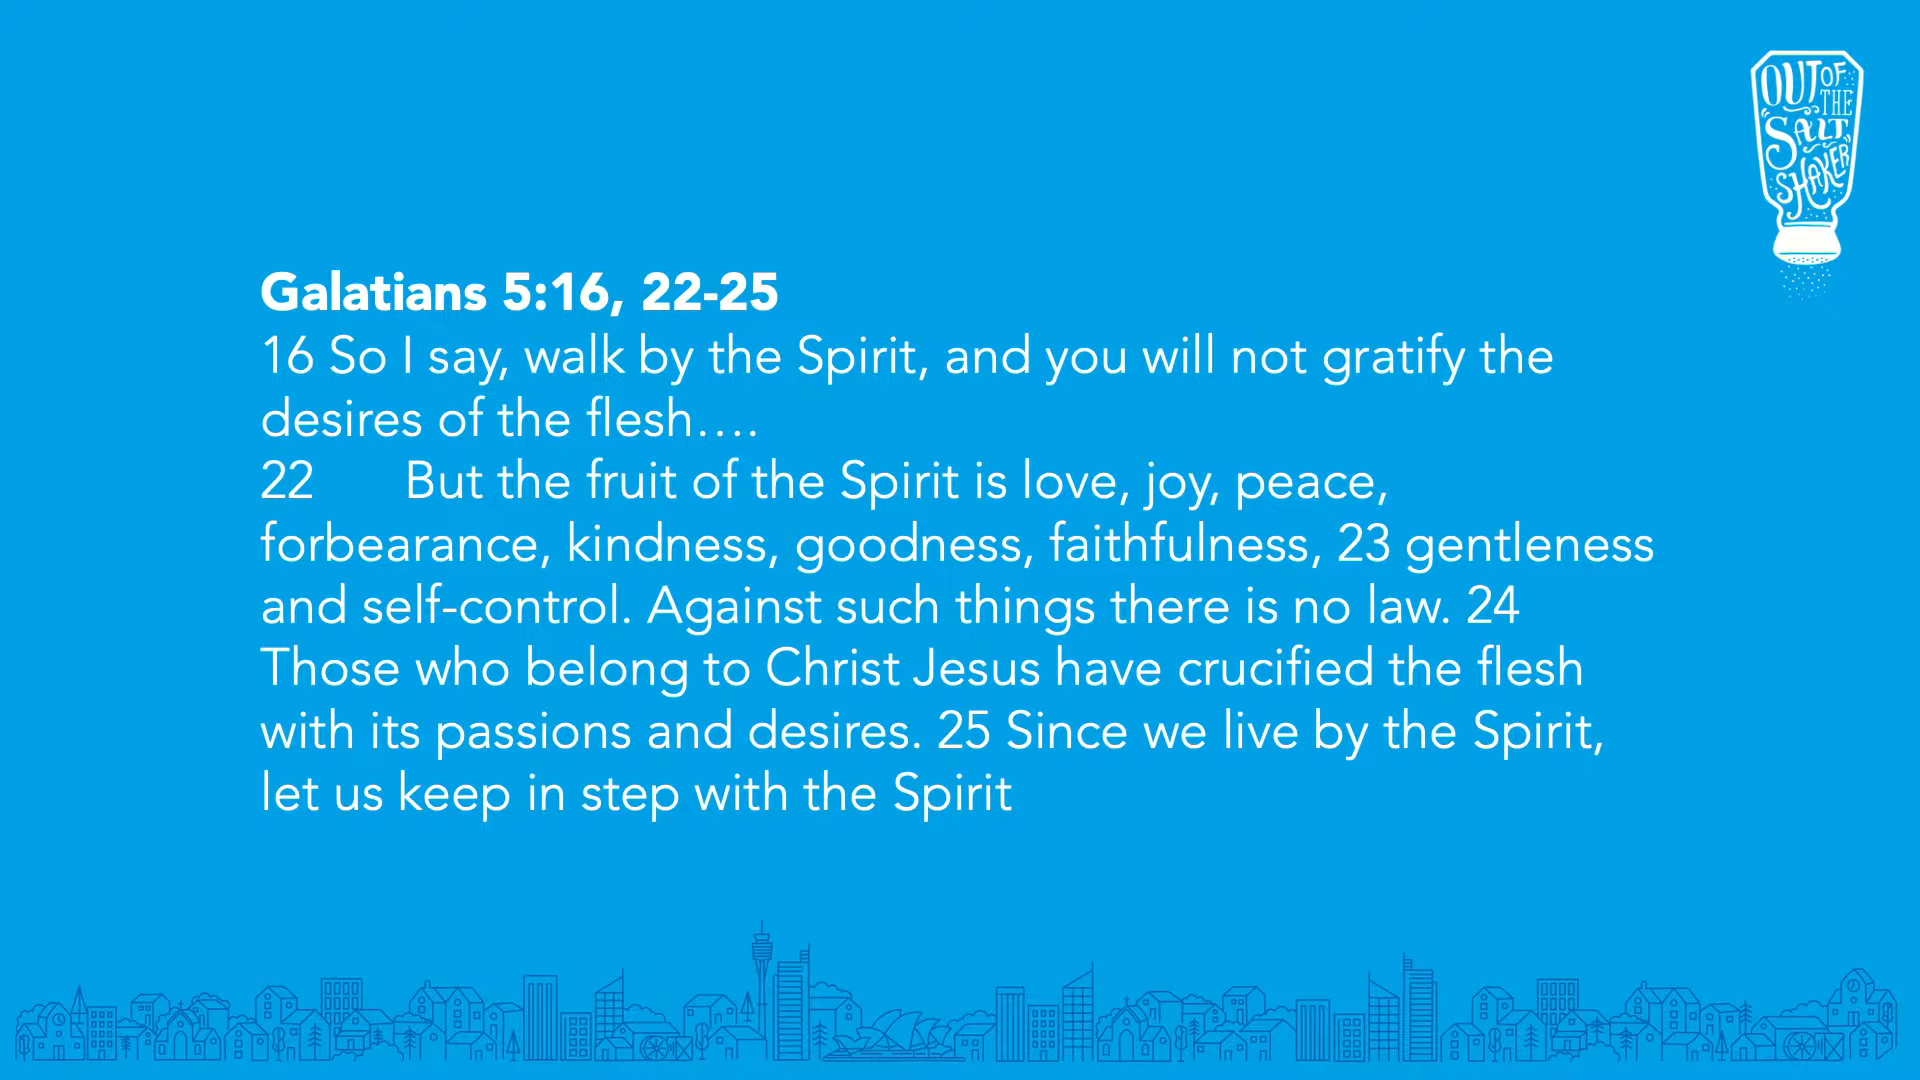 OUT OF
THE
SALT
SHAKER
Galatians 5:16, 22-25
16 So I say, walk by the Spirit, and you will not gratify the
desires of the flesh….
22 But the fruit of the Spirit is love, joy, peace,
forbearance, kindness, goodness, faithfulness, 23 gentleness
and self-control. Against such things there is no law. 24
Those who belong to Christ Jesus have crucified the flesh
with its passions and desires. 25 Since we live by the Spirit,
let us keep in step with the Spirit